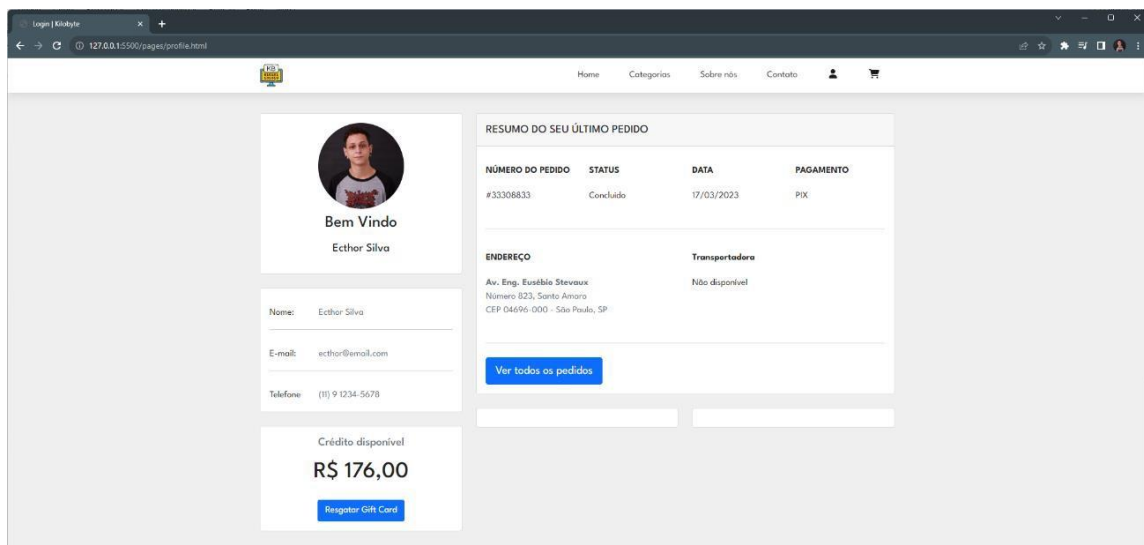 Login | Kilobyte
127.0.0.1:5500/pages/profile.html
KB
Home Categorias Sobre nós Contato
Bem Vindo
Ecthor Silva
Nome: Ecthor Silva
E-mail: ecthor@email.com
Telefone (11) 9 1234-5678
Crédito disponível
R$ 176,00
Resgatar Gift Card
RESUMO DO SEU ÚLTIMO PEDIDO
NÚMERO DO PEDIDO STATUS DATA PAGAMENTO
#33308833 Concluído 17/03/2023 PIX
ENDEREÇO Transportadora
Av. Eng. Eusébio Stevaux Não disponível
Número 823, Santo Amaro
CEP 04696-000 - São Paulo, SP
Ver todos os pedidos